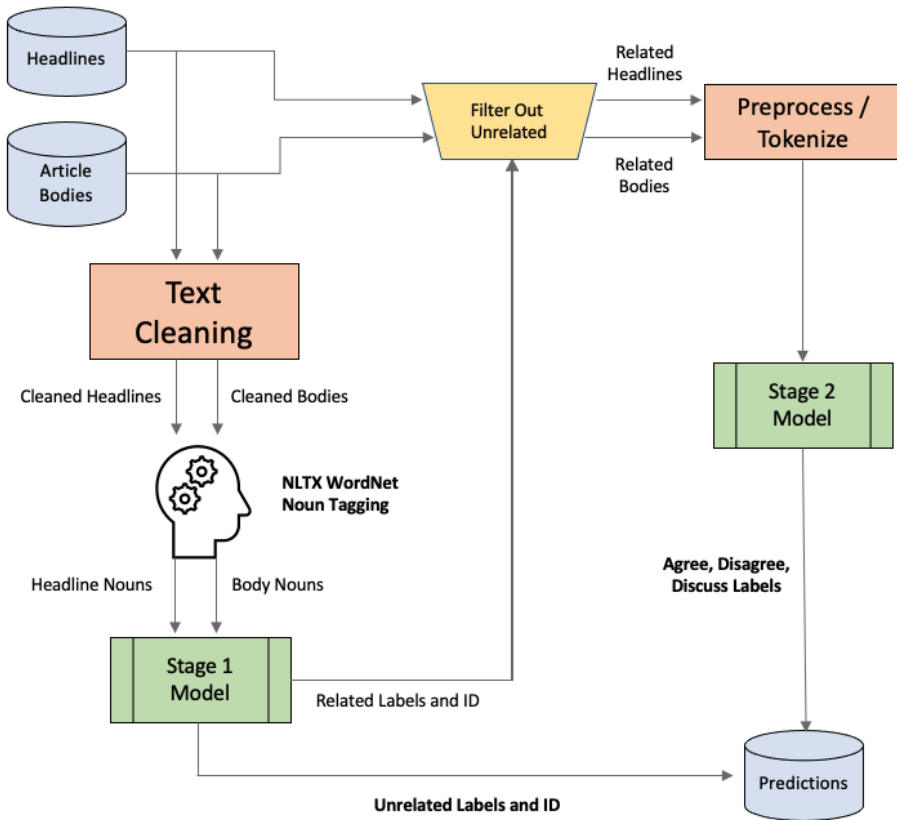 Headlines
Related
Headlines
Filter Out
Unrelated
Preprocess /
Tokenize
Article
Bodies
Related
Bodies
Text
Cleaning
Cleaned Headlines
Cleaned Bodies
Stage 2
Model
NLTX WordNet
Noun Tagging
Agree, Disagree,
Discuss Labels
Headline Nouns
Body Nouns
Stage 1
Model
Related Labels and ID
Predictions
Unrelated Labels and ID